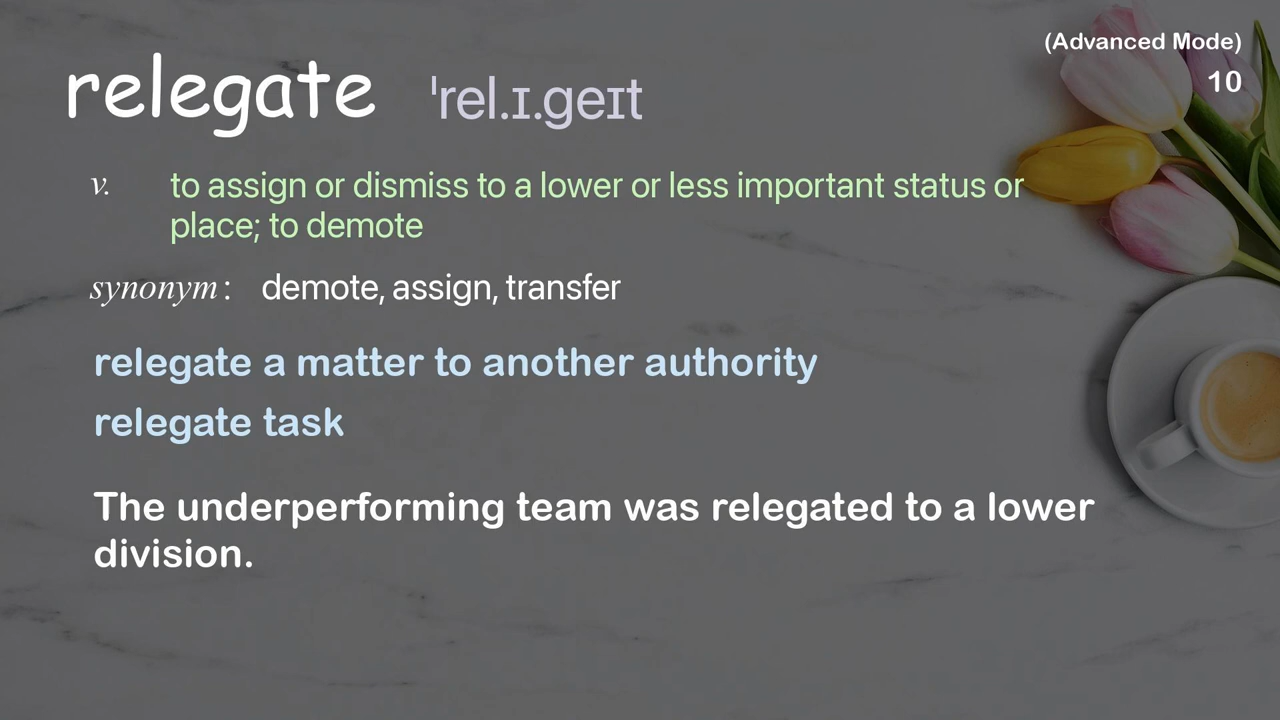 (Advanced Mode)
10
relegate ˈrel.ɪ.geɪt
v. to assign or dismiss to a lower or less important status or
place; to demote
synonym : demote, assign, transfer
relegate a matter to another authority
relegate task
The underperforming team was relegated to a lower
division.